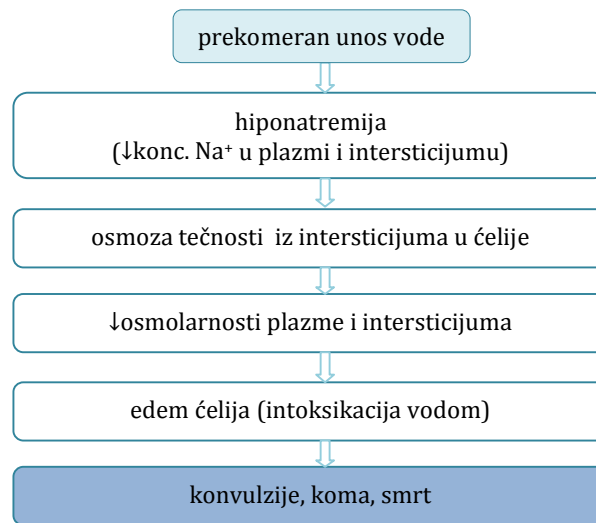 prekomeran unos vode
hiponatremija
(↓konc. Na⁺ u plazmi i intersticijumu)
osmoza tečnosti iz intersticijuma u ćelije
↓osmolarnosti plazme i intersticijuma
edem ćelija (intoksikacija vodom)
konvulzije, koma, smrt